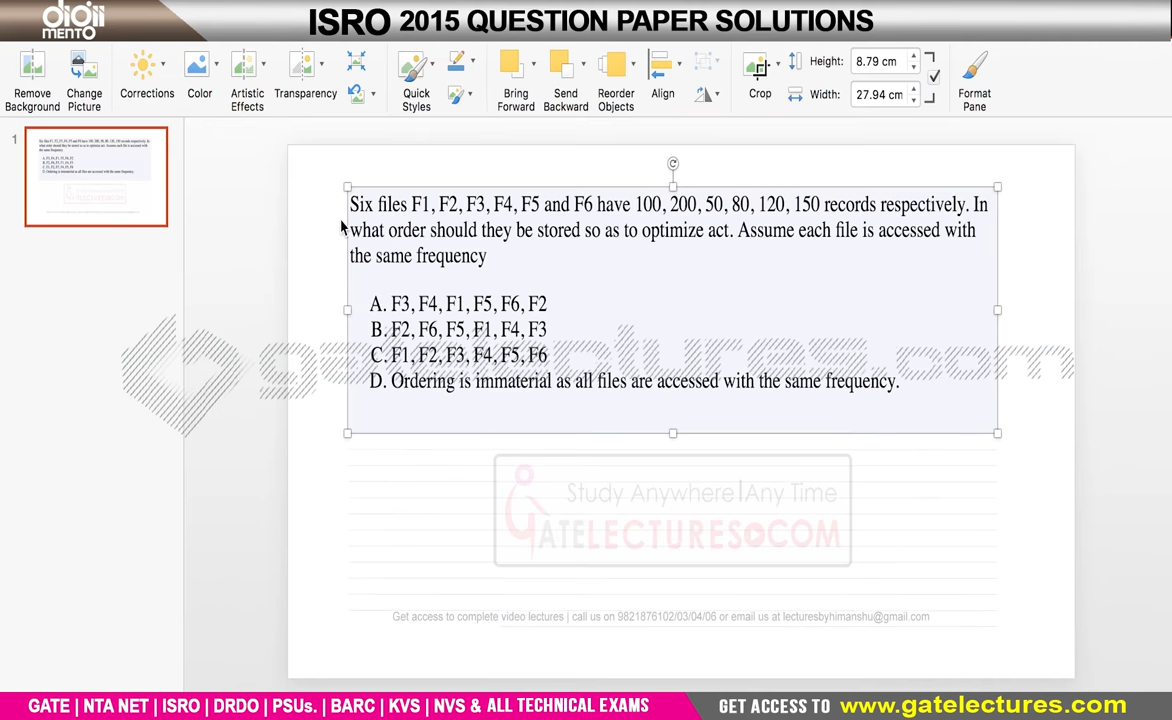 digii
mento
ISRO 2015 QUESTION PAPER SOLUTIONS
Remove
Background
Change
Picture
Corrections
Color
Artistic
Effects
Transparency
Quick
Styles
Bring
Forward
Send
Backward
Reorder
Objects
Align
Crop
Height:
8.79 cm
Width:
27.94 cm
Format
Pane
1
Six files F1, F2, F3, F4, F5 and F6 have 100, 200, 50, 80, 120, 150 records respectively. In
what order should they be stored so as to optimize act. Assume each file is accessed with
the same frequency
A. F3, F4, F1, F5, F6, F2
B. F2, F6, F5, F1, F4, F3
C. F1, F2, F3, F4, F5, F6
D. Ordering is immaterial as all files are accessed with the same frequency.
gatelectures.com
Study Anywhere|Any Time
GATELECTURES.COM
Get access to complete video lectures | call us on 9821876102/03/04/06 or email us at lecturesbyhimanshu@gmail.com
GATE | NTA NET | ISRO | DRDO | PSUs. | BARC | KVS | NVS & ALL TECHNICAL EXAMS
GET ACCESS TO www.gatelectures.com